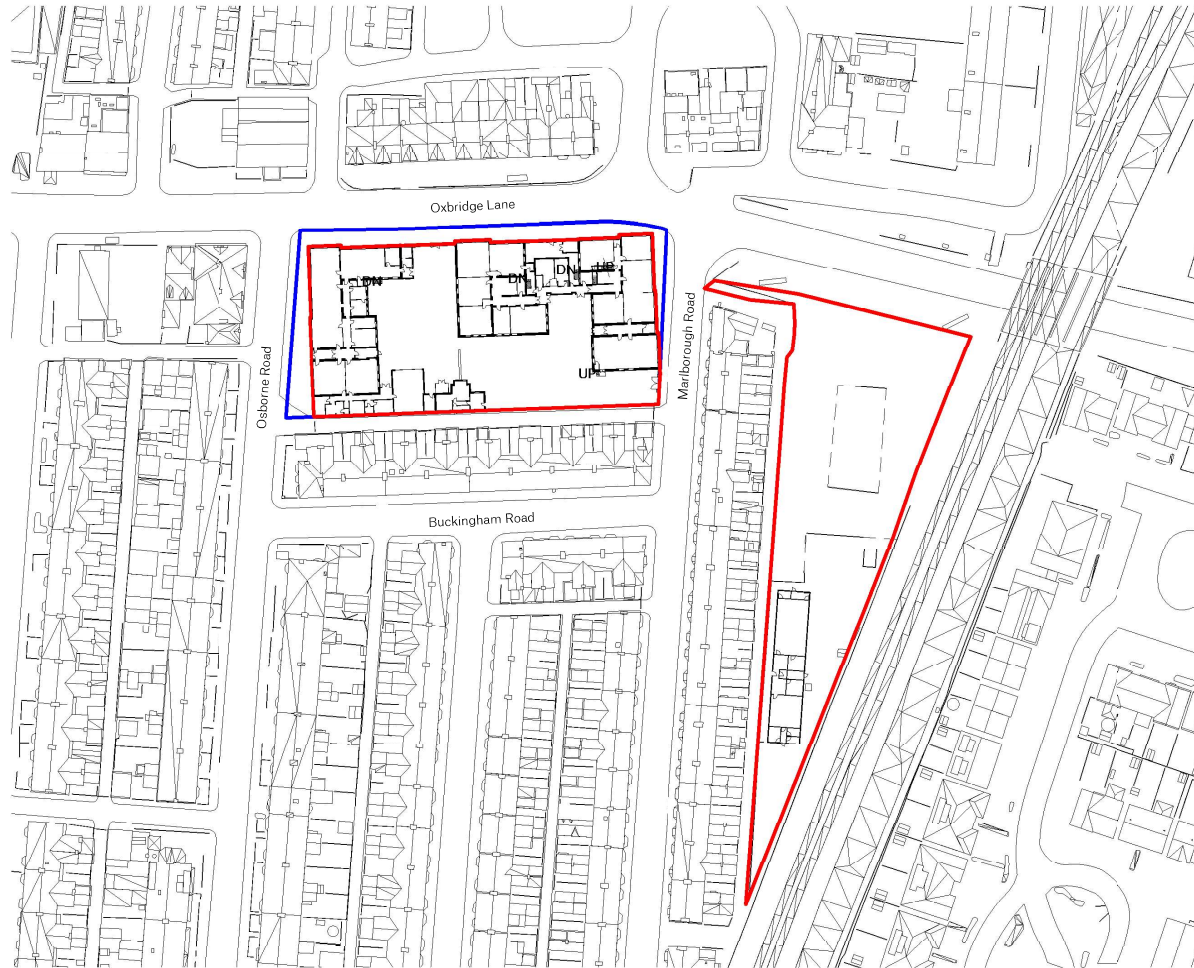 Oxbridge Lane
DN
DN
DN
UP
UP
Osborne Road
Marlborough Road
Buckingham Road